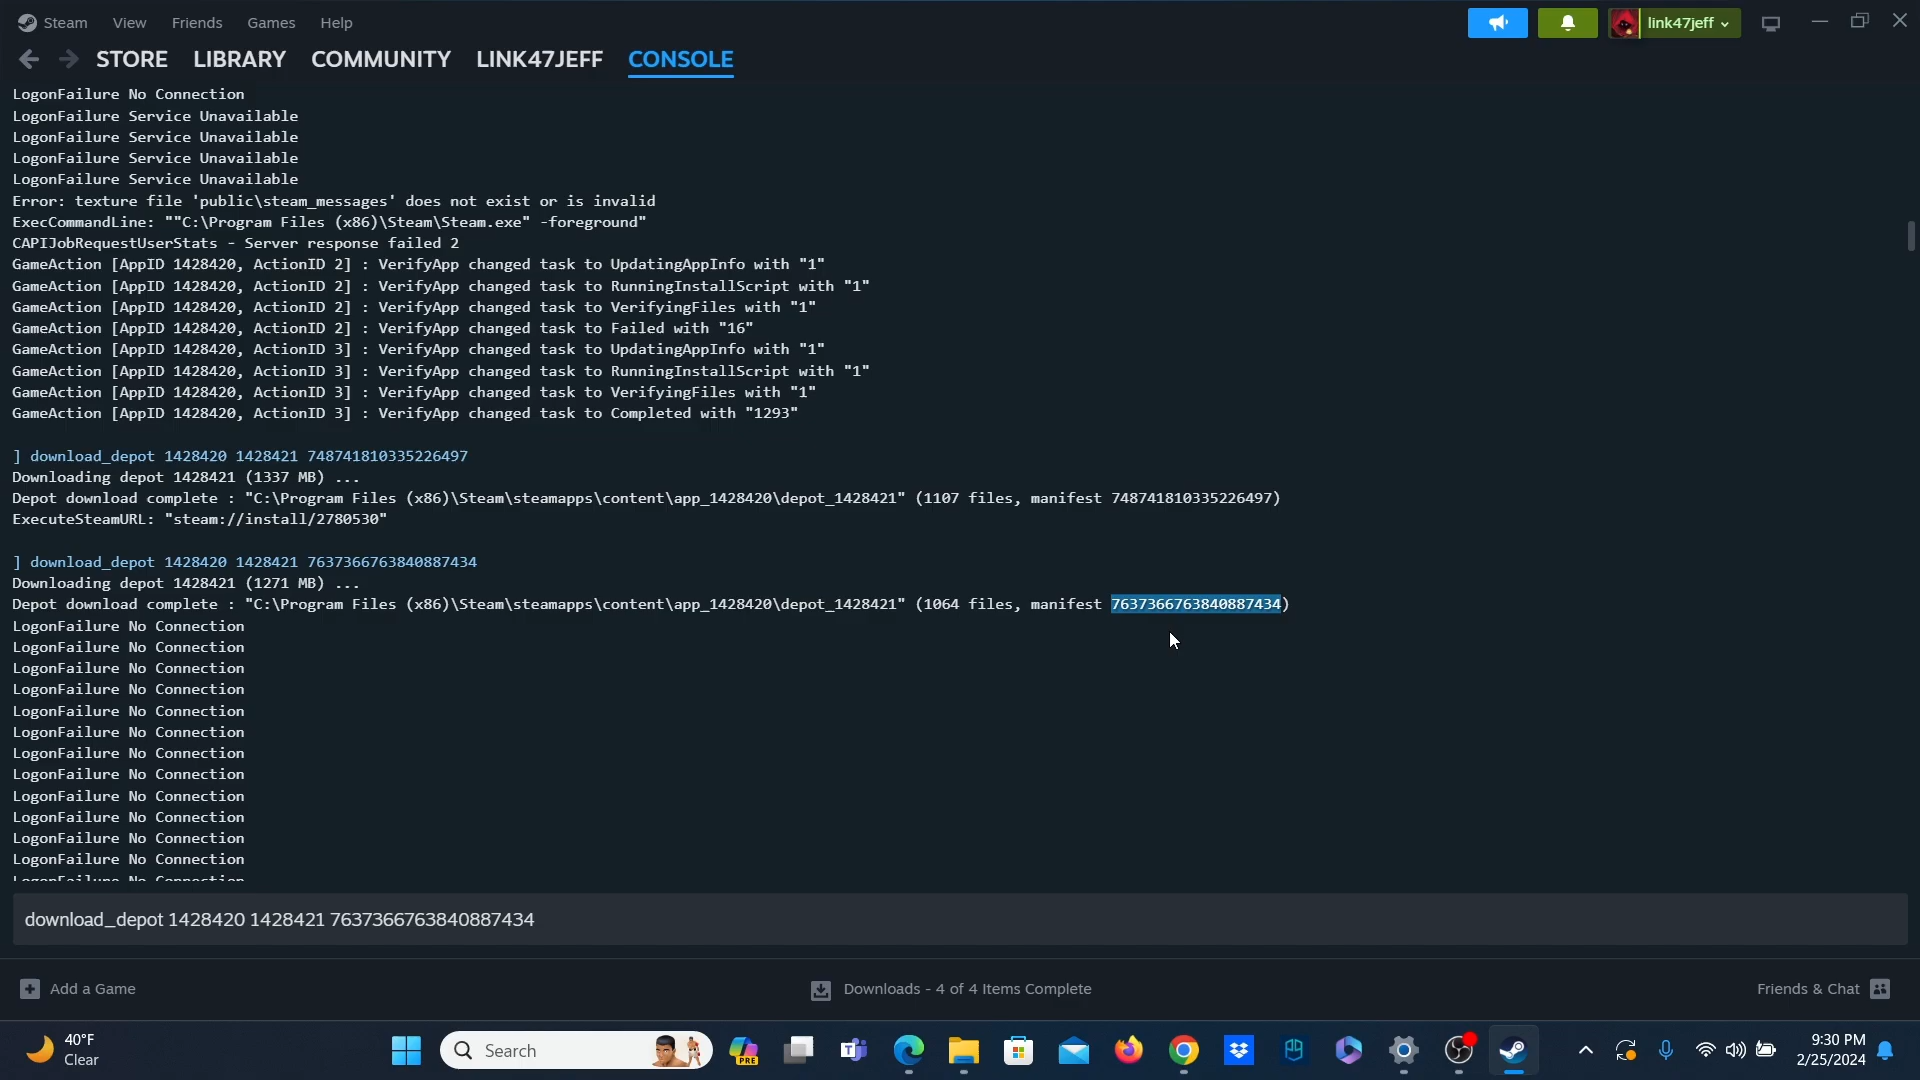 Steam View Friends Games Help
link47jeff
STORE LIBRARY COMMUNITY LINK47JEFF CONSOLE
LogonFailure No Connection
LogonFailure Service Unavailable
LogonFailure Service Unavailable
LogonFailure Service Unavailable
LogonFailure Service Unavailable
Error: texture file 'public\steam_messages' does not exist or is invalid
ExecCommandLine: ""C:\Program Files (x86)\Steam\Steam.exe" -foreground"
CAPIJobRequestUserStats - Server response failed 2
GameAction [AppID 1428420, ActionID 2] : VerifyApp changed task to UpdatingAppInfo with "1"
GameAction [AppID 1428420, ActionID 2] : VerifyApp changed task to RunningInstallScript with "1"
GameAction [AppID 1428420, ActionID 2] : VerifyApp changed task to VerifyingFiles with "1"
GameAction [AppID 1428420, ActionID 2] : VerifyApp changed task to Failed with "16"
GameAction [AppID 1428420, ActionID 3] : VerifyApp changed task to UpdatingAppInfo with "1"
GameAction [AppID 1428420, ActionID 3] : VerifyApp changed task to RunningInstallScript with "1"
GameAction [AppID 1428420, ActionID 3] : VerifyApp changed task to VerifyingFiles with "1"
GameAction [AppID 1428420, ActionID 3] : VerifyApp changed task to Completed with "1293"
] download_depot 1428420 1428421 748741810335226497
Downloading depot 1428421 (1337 MB) ...
Depot download complete : "C:\Program Files (x86)\Steam\steamapps\content\app_1428420\depot_1428421" (1107 files, manifest 748741810335226497)
ExecuteSteamURL: "steam://install/2780530"
] download_depot 1428420 1428421 7637366763840887434
Downloading depot 1428421 (1271 MB) ...
Depot download complete : "C:\Program Files (x86)\Steam\steamapps\content\app_1428420\depot_1428421" (1064 files, manifest 7637366763840887434)
LogonFailure No Connection
LogonFailure No Connection
LogonFailure No Connection
LogonFailure No Connection
LogonFailure No Connection
LogonFailure No Connection
LogonFailure No Connection
LogonFailure No Connection
LogonFailure No Connection
LogonFailure No Connection
LogonFailure No Connection
LogonFailure No Connection
LogonFailure No Connection
download_depot 1428420 1428421 7637366763840887434
Add a Game
Downloads - 4 of 4 Items Complete
Friends & Chat
40°F
Clear
Search
PRE
9:30 PM
2/25/2024